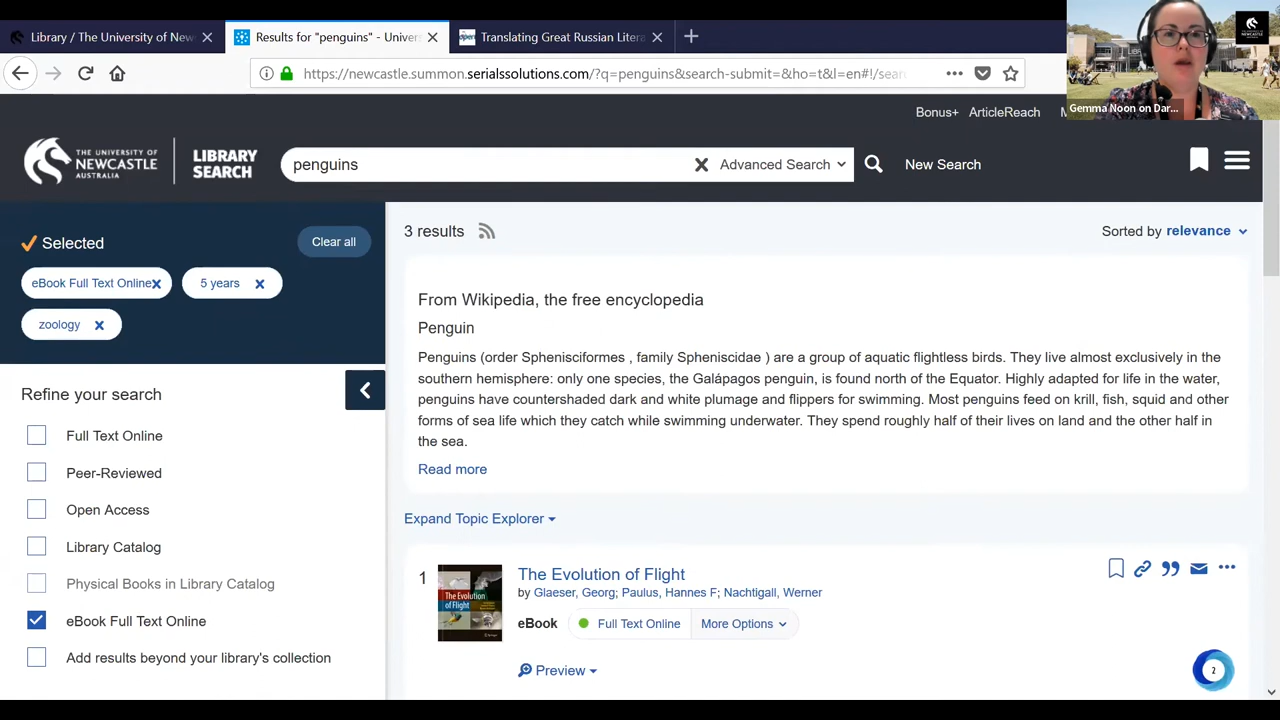 Library / The University of New
Results for "penguins" - Univer
Translating Great Russian Litera
https://newcastle.summon.serialssolutions.com/?q=penguins&search-submit=&ho=t&l=en#!/sear
Gemma Noon on Dar...
Bonus+
ArticleReach
M
THE UNIVERSITY OF
NEWCASTLE
AUSTRALIA
LIBRARY
SEARCH
penguins
Advanced Search
New Search
Selected
Clear all
eBook Full Text Online
5 years
zoology
Refine your search
Full Text Online
Peer-Reviewed
Open Access
Library Catalog
Physical Books in Library Catalog
eBook Full Text Online
Add results beyond your library's collection
3 results
Sorted by relevance
From Wikipedia, the free encyclopedia
Penguin
Penguins (order Sphenisciformes , family Spheniscidae ) are a group of aquatic flightless birds. They live almost exclusively in the
southern hemisphere: only one species, the Galápagos penguin, is found north of the Equator. Highly adapted for life in the water,
penguins have countershaded dark and white plumage and flippers for swimming. Most penguins feed on krill, fish, squid and other
forms of sea life which they catch while swimming underwater. They spend roughly half of their lives on land and the other half in
the sea.
Read more
Expand Topic Explorer
1
The Evolution
of Flight
The Evolution of Flight
by Glaeser, Georg; Paulus, Hannes F; Nachtigall, Werner
eBook
Full Text Online
More Options
Preview
2